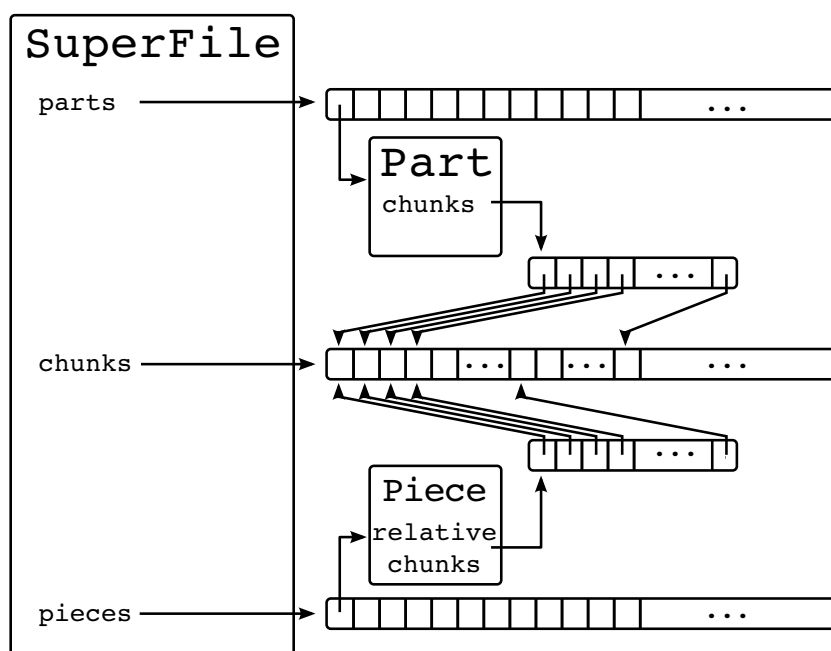 SuperFile
parts
...
Part
chunks
...
chunks
...
...
...
...
Piece
relative
chunks
pieces
...